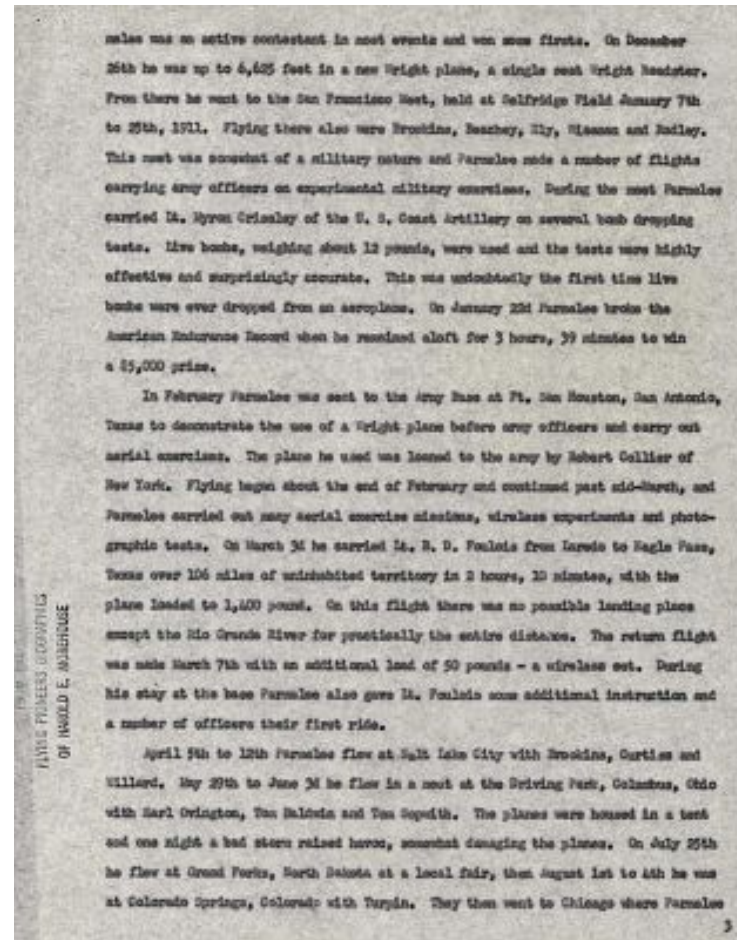 malee was an active contestant in most events and won some firsts. On December
26th he was up to 6,625 feet in a new Wright plane, a single seat Wright Roadster.
From there he went to the San Francisco Meet, held at Selfridge Field January 7th
to 25th, 1911. Flying there also were Brookins, Beachey, Ely, Wiseman and Radley.
This meet was somewhat of a military nature and Parmalee made a number of flights
carrying army officers on experimental military exercises. During the meet Parmalee
carried Lt. Myron Crissley of the U. S. Coast Artillery on several bomb dropping
tests. Live bombs, weighing about 12 pounds, were used and the tests were highly
effective and surprisingly accurate. This was undoubtedly the first time live
bombs were ever dropped from an aeroplane. On January 22d Parmalee broke the
American Endurance Record when he remained aloft for 3 hours, 39 minutes to win
a $5,000 prize.
In February Parmalee was sent to the Army Base at Ft. Sam Houston, San Antonio,
Texas to demonstrate the use of a Wright plane before army officers and carry out
aerial exercises. The plane he used was loaned to the army by Robert Collier of
New York. Flying began about the end of February and continued past mid-March, and
Parmalee carried out many aerial exercise missions, wireless experiments and photo-
graphic tests. On March 3d he carried Lt. B. D. Foulois from Laredo to Eagle Pass,
Texas over 106 miles of uninhabited territory in 2 hours, 10 minutes, with the
plane loaded to 1,400 pound. On this flight there was no possible landing place
except the Rio Grande River for practically the entire distance. The return flight
was made March 7th with an additional load of 50 pounds - a wireless set. During
his stay at the base Parmalee also gave Lt. Foulois some additional instruction and
a number of officers their first ride.
April 5th to 12th Parmalee flew at Salt Lake City with Brookins, Curtiss and
Willard. May 29th to June 3d he flew in a meet at the Driving Park, Columbus, Ohio
with Earl Ovington, Tom Baldwin and Tom Sopwith. The planes were housed in a tent
and one night a bad storm raised havoc, somewhat damaging the planes. On July 25th
he flew at Grand Forks, North Dakota at a local fair, then August 1st to 4th he was
at Colorado Springs, Colorado with Turpin. They then went to Chicago where Parmalee
3
FLYING PIONEERS BIOGRAPHIES
OF HAROLD E. MOREHOUSE